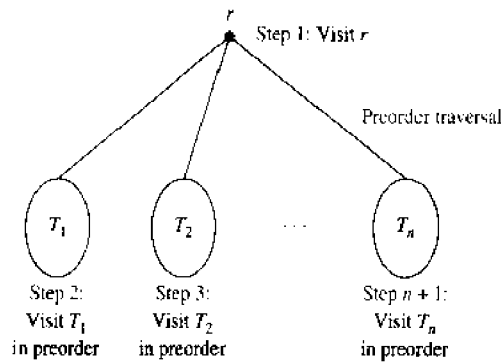 r
Step 1: Visit r
Preorder traversal
T1
T2
. . .
Tn
Step 2:
Visit T1
in preorder
Step 3:
Visit T2
in preorder
Step n + 1:
Visit Tn
in preorder